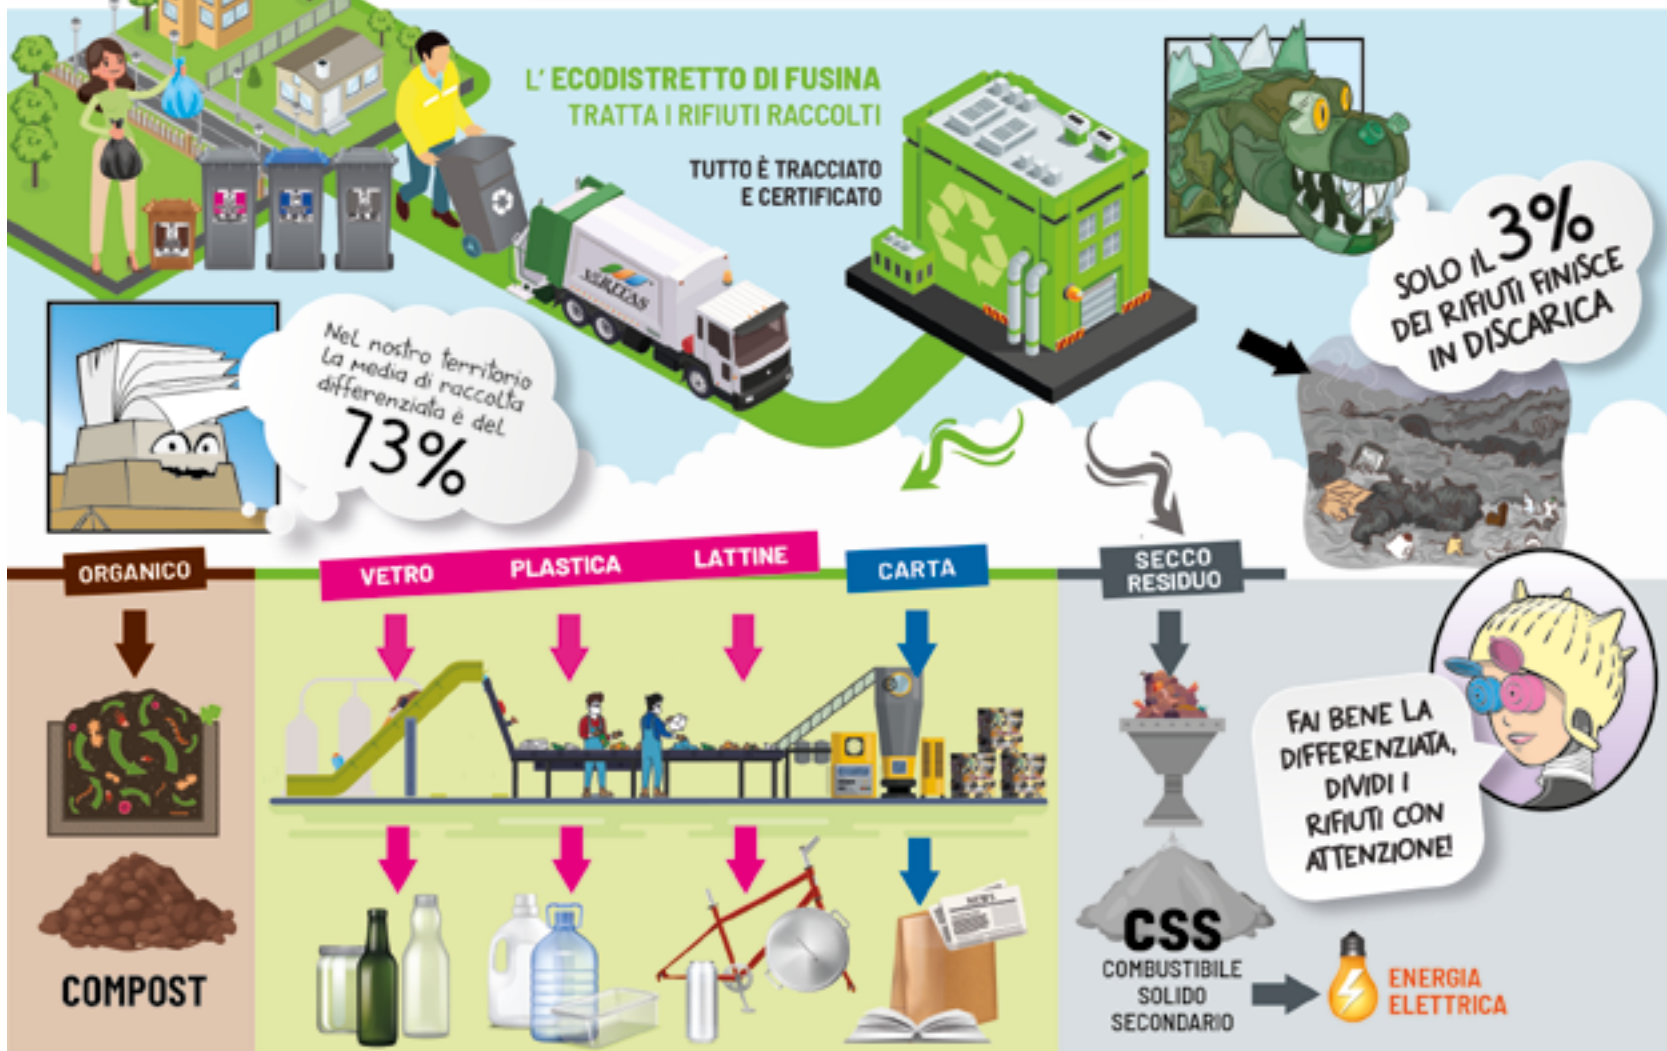 L' ECODISTRETTO DI FUSINA
TRATTA I RIFIUTI RACCOLTI
TUTTO È TRACCIATO
E CERTIFICATO
VERITAS
SOLO IL 3%
DEI RIFIUTI FINISCE
IN DISCARICA
Nel nostro territorio
la media di raccolta
differenziata è del
73%
ORGANICO
VETRO
PLASTICA
LATTINE
CARTA
SECCO
RESIDUO
FAI BENE LA
DIFFERENZIATA,
DIVIDI I
RIFIUTI CON
ATTENZIONE!
NEWS
COMPOST
CSS
COMBUSTIBILE
SOLIDO
SECONDARIO
ENERGIA
ELETTRICA